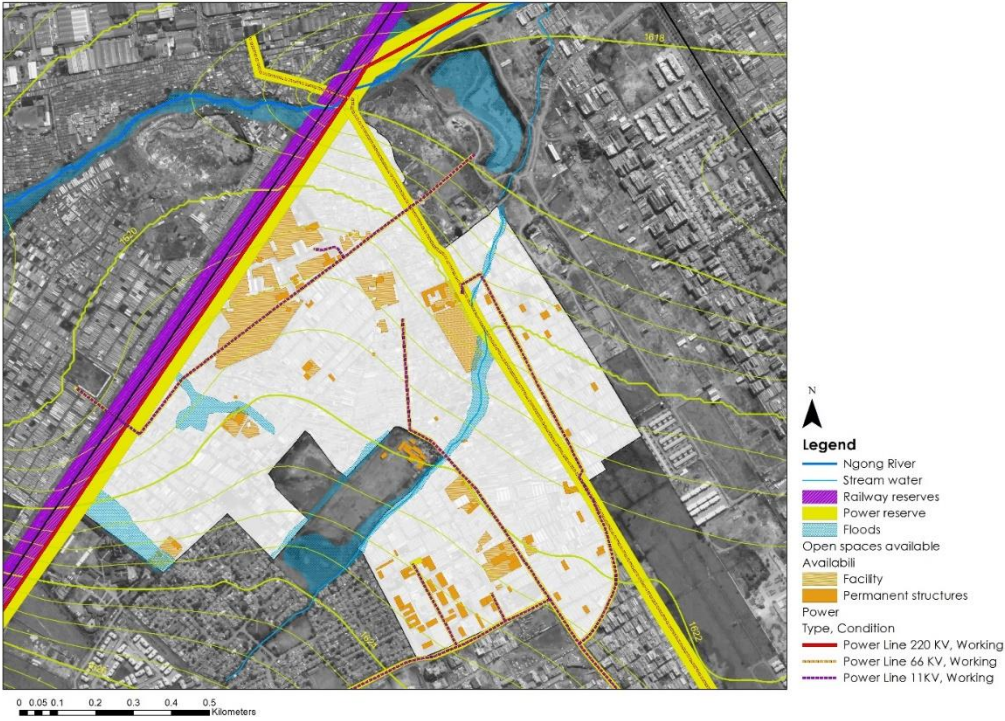 1618
1620
1622
N
Legend
Ngong River
Stream water
Railway reserves
Power reserve
Floods
Open spaces available
Availabili
Facility
Permanent structures
Power
Type, Condition
Power Line 220 KV, Working
Power Line 66 KV, Working
Power Line 11KV, Working
0 0.05 0.1 0.2 0.3 0.4 0.5
Kilometers